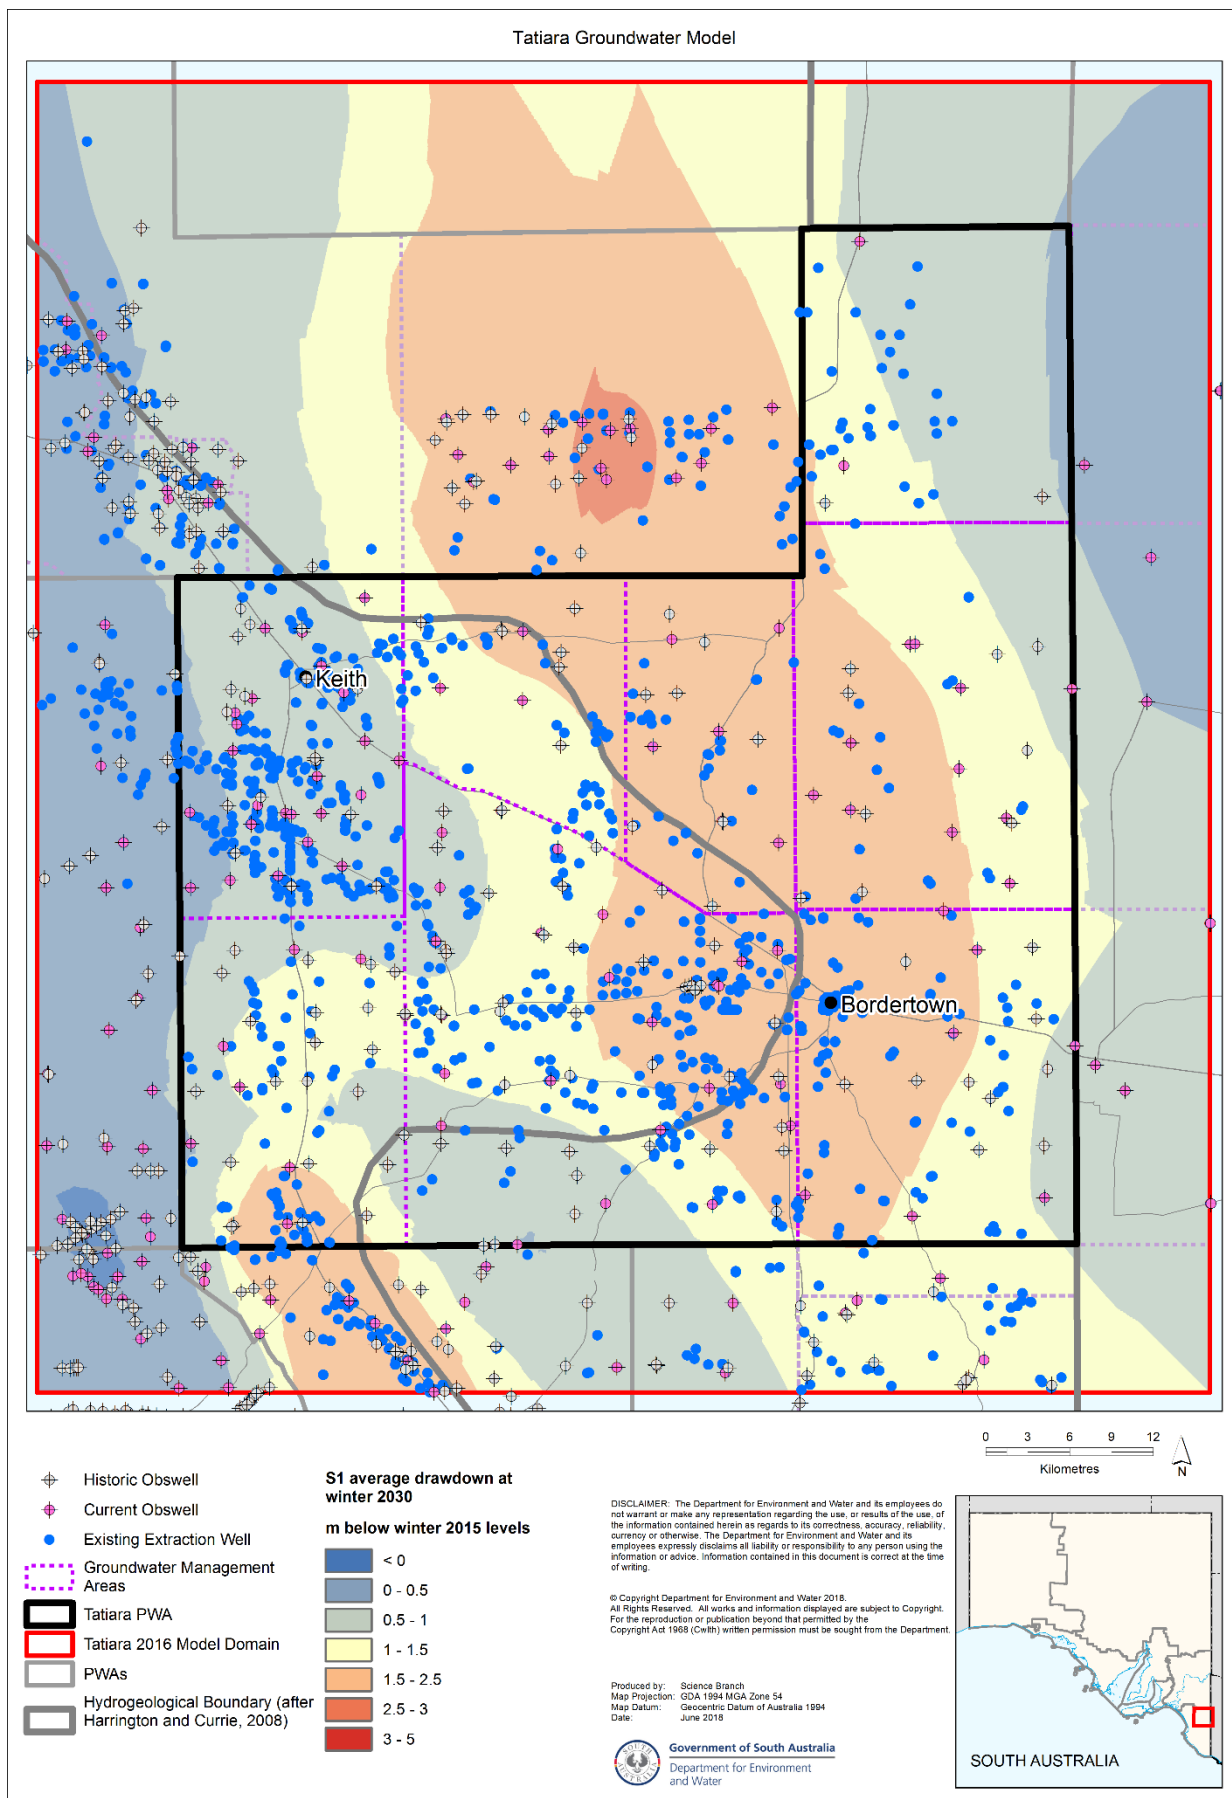 Tatiara Groundwater Model
Keith
Bordertown
0 3 6 9 12
Kilometres
N
Historic Obswell
Current Obswell
Existing Extraction Well
Groundwater Management
Areas
Tatiara PWA
Tatiara 2016 Model Domain
PWAs
Hydrogeological Boundary (after
Harrington and Currie, 2008)
S1 average drawdown at
winter 2030
m below winter 2015 levels
< 0
0 - 0.5
0.5 - 1
1 - 1.5
1.5 - 2.5
2.5 - 3
3 - 5
DISCLAIMER: The Department for Environment and Water and its employees do
not warrant or make any representation regarding the use, or results of the use, of
the information contained herein as regards to its correctness, accuracy, reliability,
currency or otherwise. The Department for Environment and Water and its
employees expressly disclaims all liability or responsibility to any person using the
information or advice. Information contained in this document is correct at the time
of writing.
© Copyright Department for Environment and Water 2018.
All Rights Reserved. All works and information displayed are subject to Copyright.
For the reproduction or publication beyond that permitted by the
Copyright Act 1968 (Cwlth) written permission must be sought from the Department.
Produced by: Science Branch
Map Projection: GDA 1994 MGA Zone 54
Map Datum: Geocentric Datum of Australia 1994
Date: June 2018
Government of South Australia
Department for Environment
and Water
SOUTH AUSTRALIA